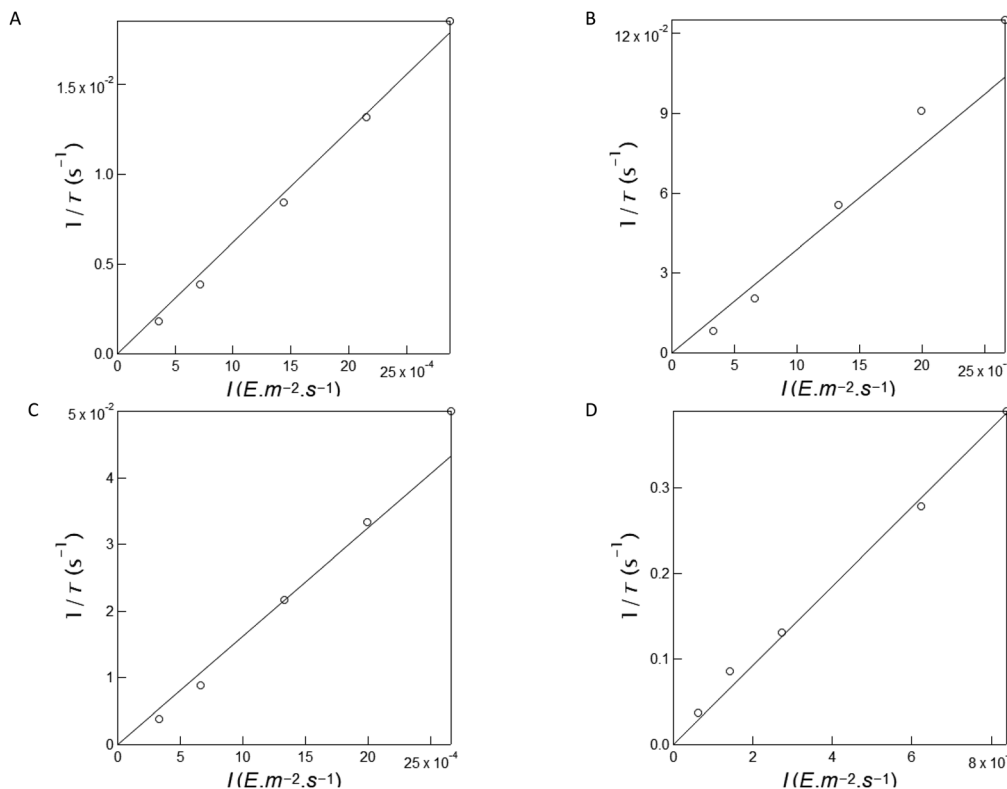 A
1.5 x 10⁻²
1.0
0.5
0.0
1 / τ (s⁻¹)
0 5 10 15 20 25 x 10⁻⁴
I (E.m⁻².s⁻¹)
B
12 x 10⁻²
9
6
3
0
1 / τ (s⁻¹)
0 5 10 15 20
I (E.m⁻².s⁻¹)
C
5 x 10⁻²
4
3
2
1
0
1 / τ (s⁻¹)
0 5 10 15 20 25 x 10⁻⁴
I (E.m⁻².s⁻¹)
D
0.3
0.2
0.1
0.0
1 / τ (s⁻¹)
0 2 4 6
I (E.m⁻².s⁻¹)